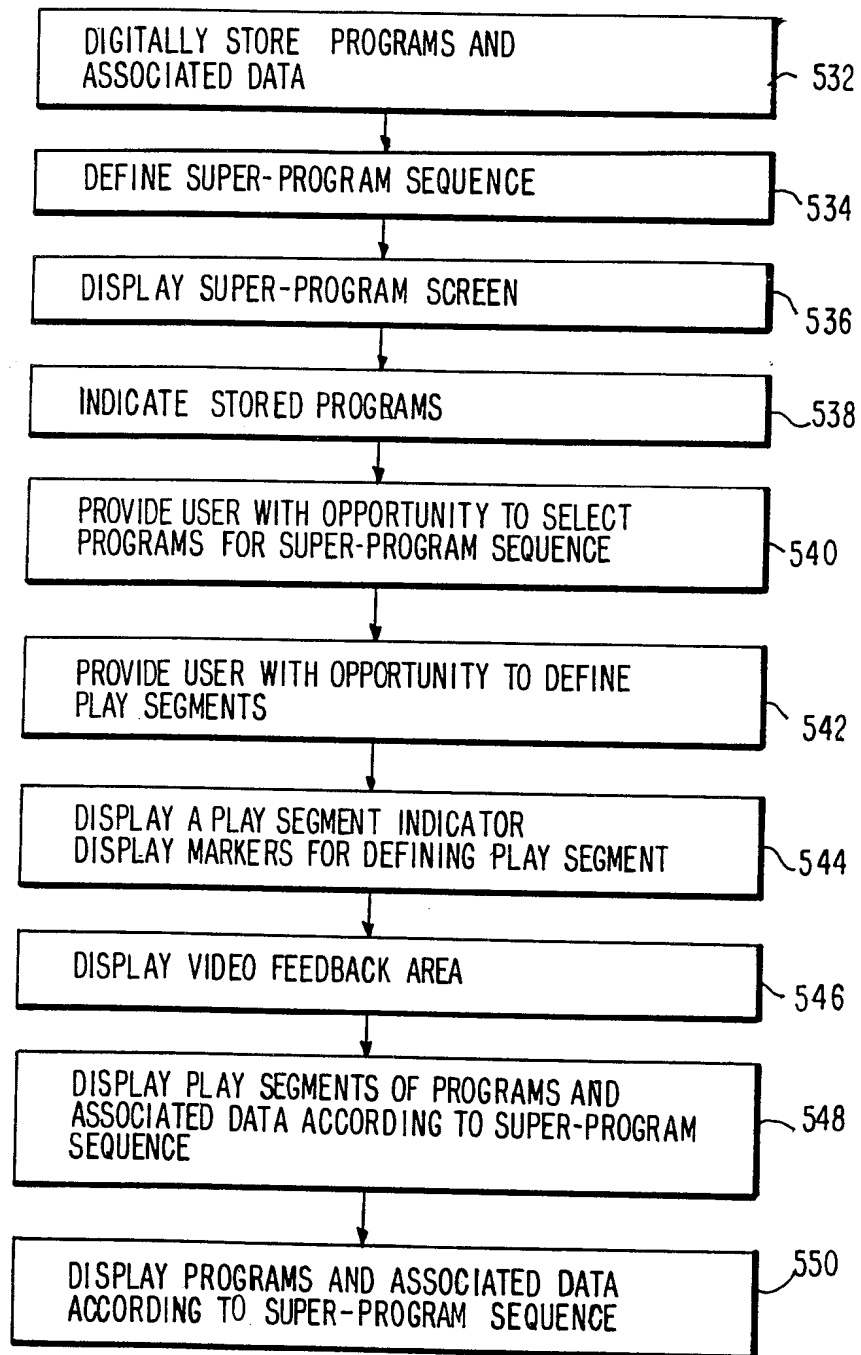 DIGITALLY STORE PROGRAMS AND
ASSOCIATED DATA
532
DEFINE SUPER-PROGRAM SEQUENCE
534
DISPLAY SUPER-PROGRAM SCREEN
536
INDICATE STORED PROGRAMS
538
PROVIDE USER WITH OPPORTUNITY TO SELECT
PROGRAMS FOR SUPER-PROGRAM SEQUENCE
540
PROVIDE USER WITH OPPORTUNITY TO DEFINE
PLAY SEGMENTS
542
DISPLAY A PLAY SEGMENT INDICATOR
DISPLAY MARKERS FOR DEFINING PLAY SEGMENT
544
DISPLAY VIDEO FEEDBACK AREA
546
DISPLAY PLAY SEGMENTS OF PROGRAMS AND
ASSOCIATED DATA ACCORDING TO SUPER-PROGRAM
SEQUENCE
548
DISPLAY PROGRAMS AND ASSOCIATED DATA
ACCORDING TO SUPER-PROGRAM SEQUENCE
550